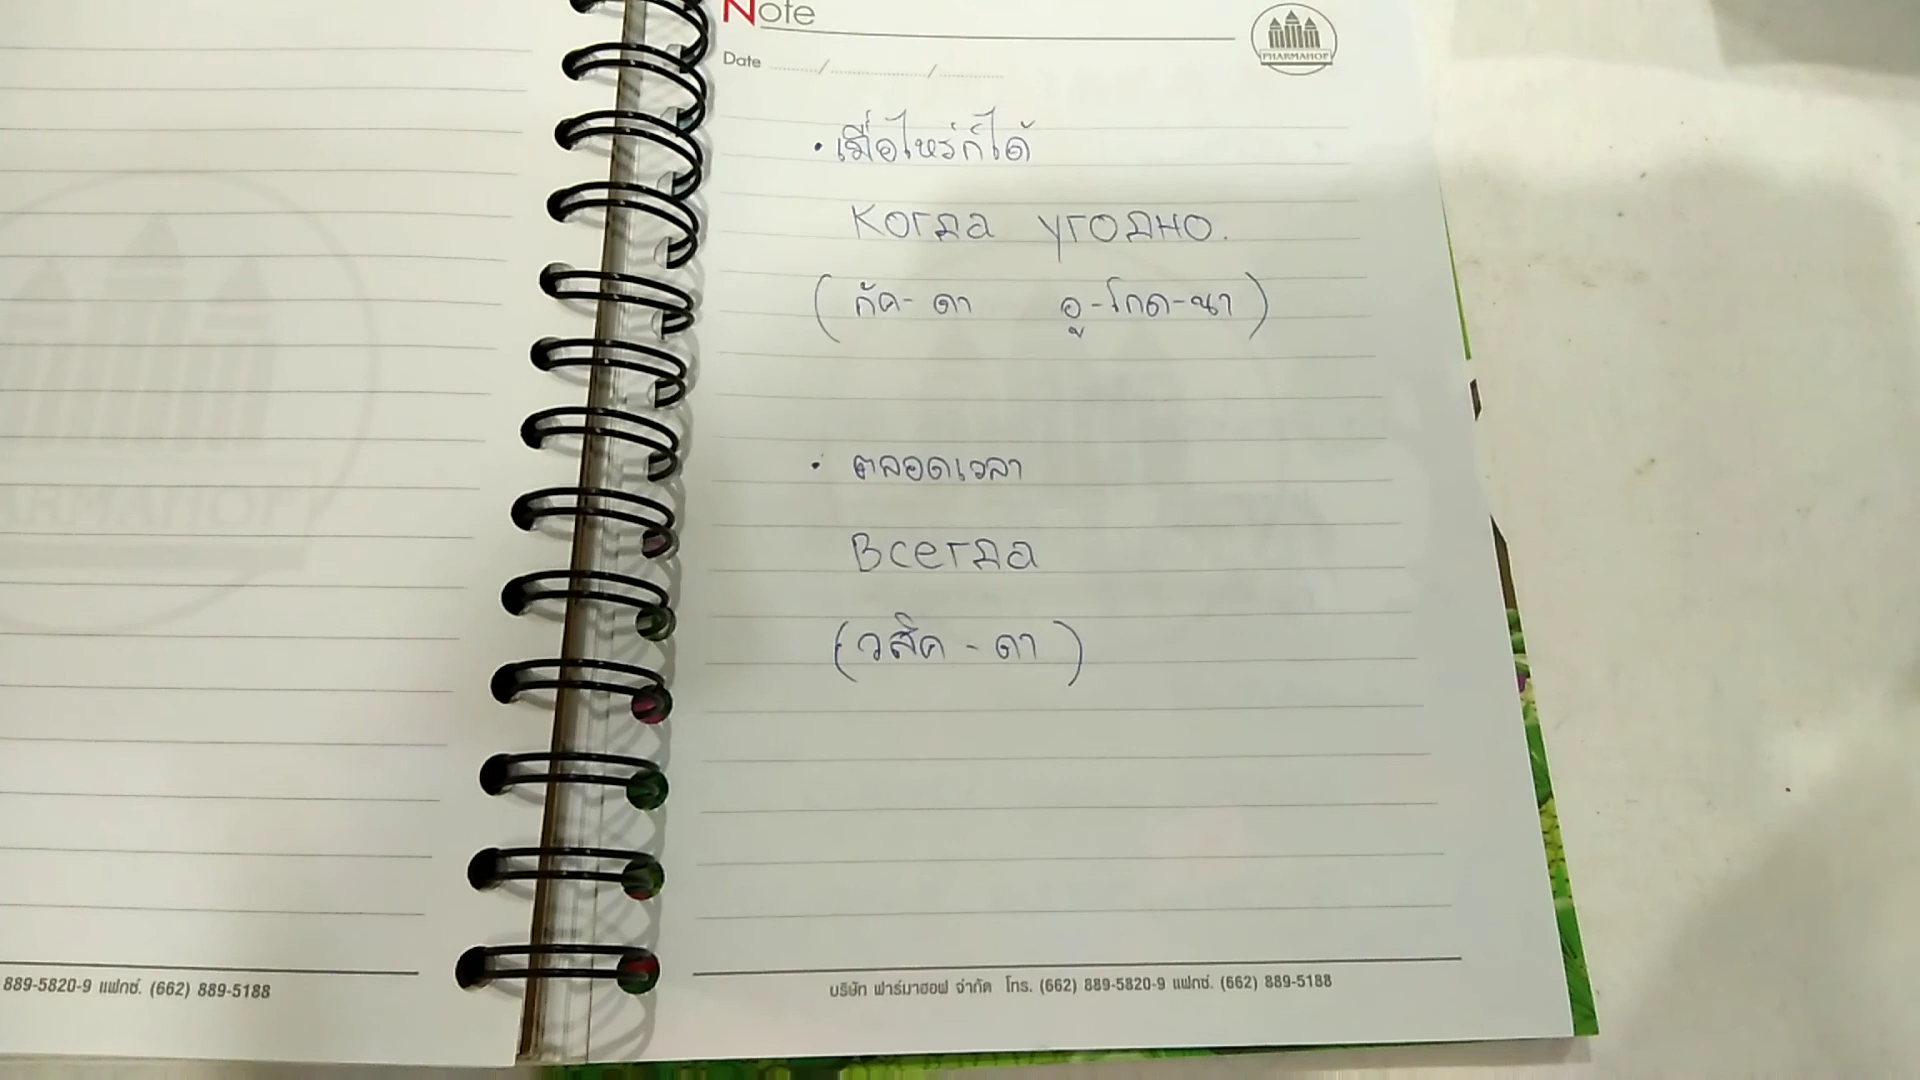 Note
PHARMAHOF
Date ........../..................../.............
• เมื่อไหร่ก็ได้
Когда угодно.
(กัค-ดา อู-โกด-นา)
• ตลอดเวลา
Всегда
(วสิค - ดา)
889-5820-9 แฟกซ์. (662) 889-5188
บริษัท ฟาร์มาฮอฟ จำกัด โทร. (662) 889-5820-9 แฟกซ์. (662) 889-5188